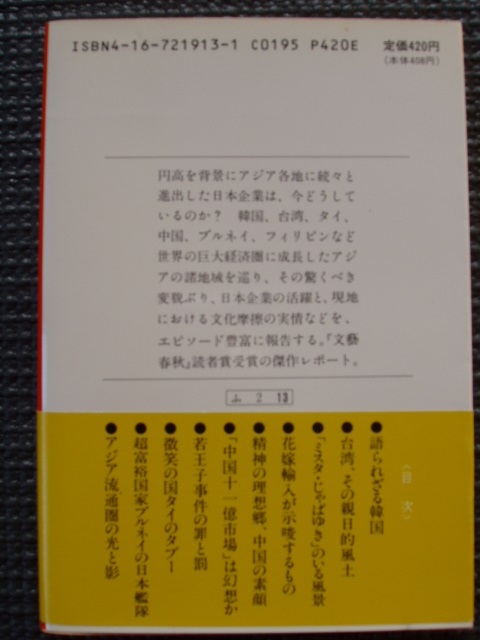 ISBN4-16-721913-1 C0195 P420E 定価420円
(本体408円)
円高を背景にアジア各地に続々と
進出した日本企業は、今どうして
いるのか？　韓国、台湾、タイ、
中国、ブルネイ、フィリピンなど
世界の巨大経済圏に成長したアジ
アの諸地域を巡り、その驚くべき
変貌ぶり、日本企業の活躍と、現地
における文化摩擦の実情などを、
エピソード豊富に報告する。「文藝
春秋」読者賞受賞の傑作レポート。
ふ 2 13
〈目次〉
●語られざる韓国
●台湾、その親日的風土
●「ミスタ・じゃぱゆき」のいる風景
●花嫁輸入が示唆するもの
●精神の理想郷、中国の素顔
●「中国十一億市場」は幻想か
●若王子事件の罪と罰
●微笑の国タイのタブー
●超富裕国家ブルネイの日本艦隊
●アジア流通圏の光と影